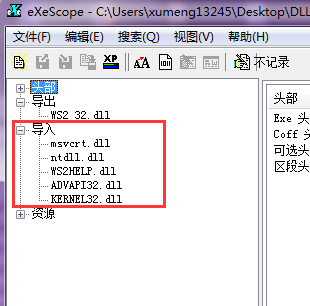 eXeScope - C:\Users\xumeng13245\Desktop\DLL
文件(F) 编辑(E) 搜索(S) 视图(V) 帮助(H)
XP AA 不记录
头部
导出
WS2_32.dll
导入
msvcrt.dll
ntdll.dll
WS2HELP.dll
ADVAPI32.dll
KERNEL32.dll
资源
头部
Exe 头
Coff 头
可选头
区段头